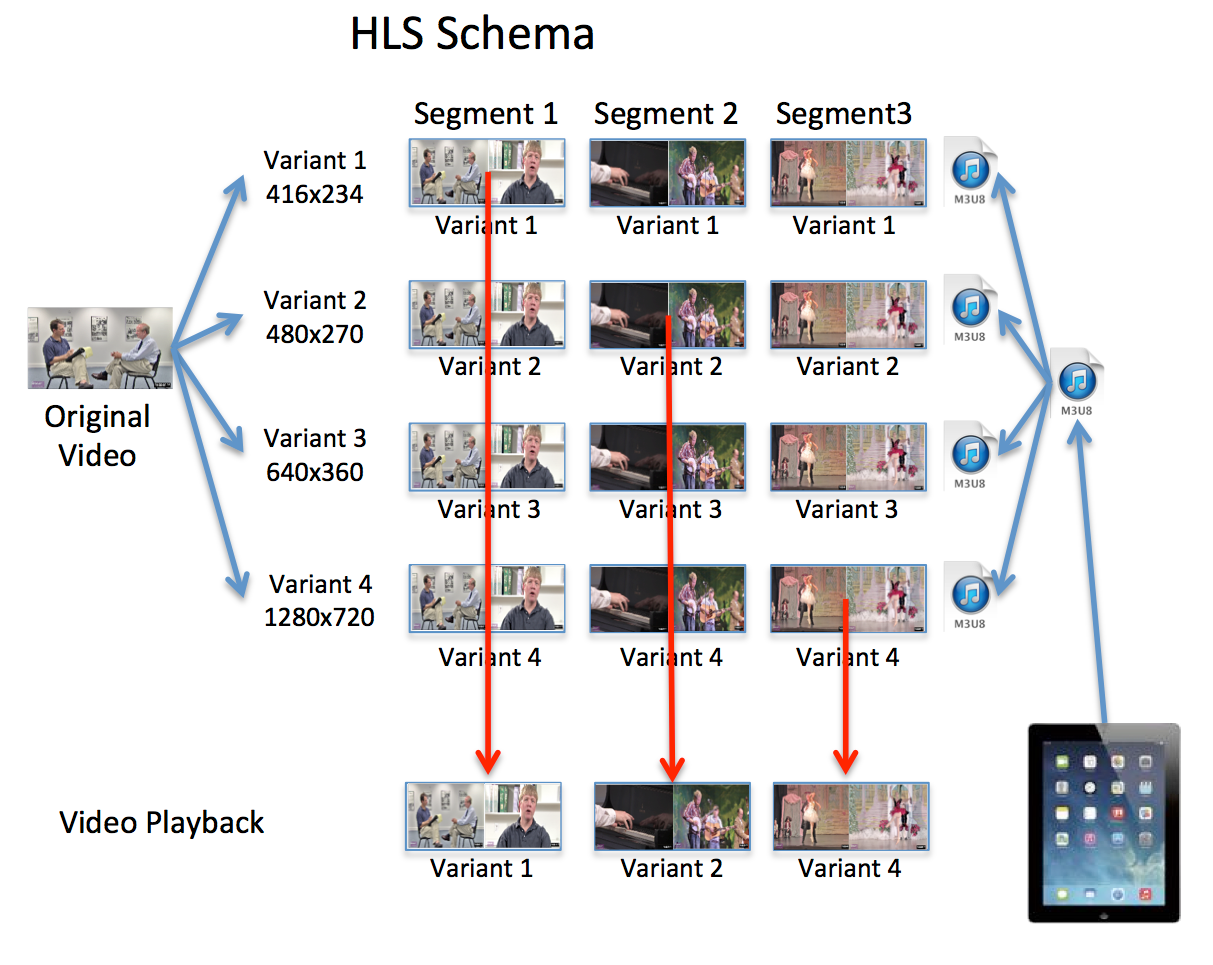 HLS Schema
Segment 1 Segment 2 Segment3
Variant 1
416x234
M3U8
Variant 1 Variant 1 Variant 1
Variant 2
480x270
M3U8
Variant 2 Variant 2 Variant 2
M3U8
Original
Video
Variant 3
640x360
M3U8
Variant 3 Variant 3 Variant 3
Variant 4
1280x720
M3U8
Variant 4 Variant 4 Variant 4
Video Playback
Variant 1 Variant 2 Variant 4